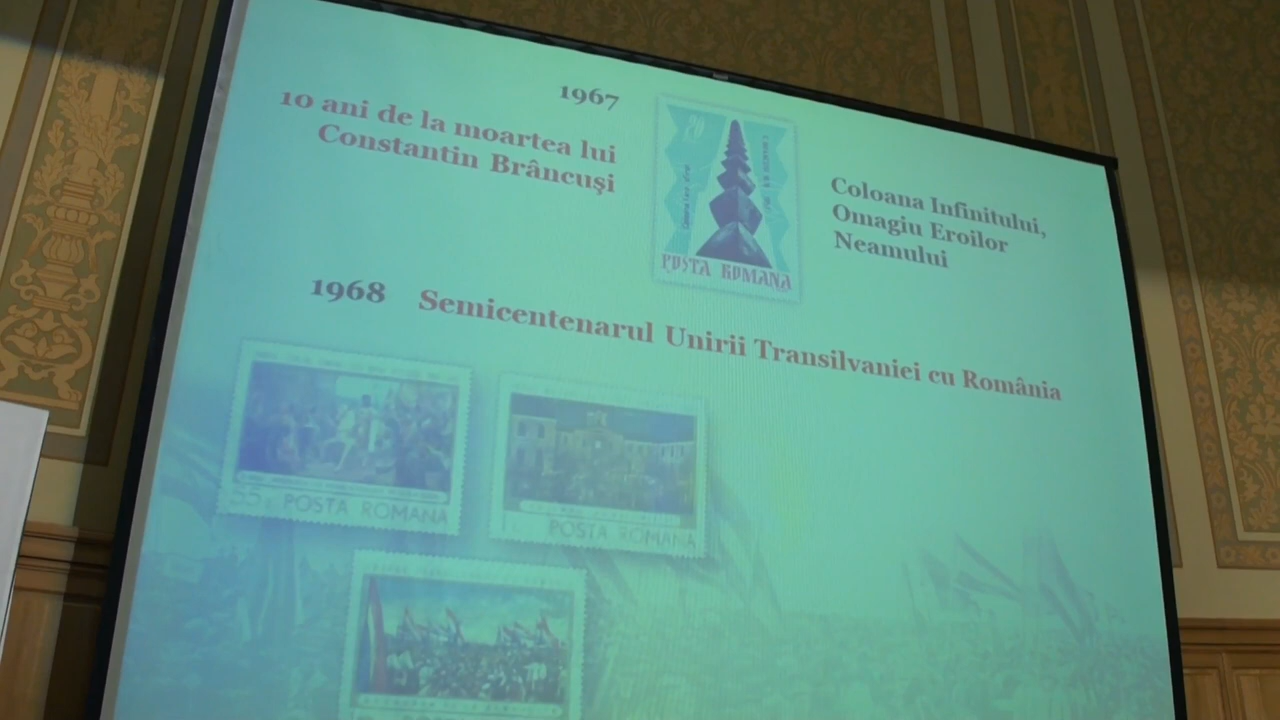 1967
10 ani de la moartea lui
Constantin Brâncuşi
POSTA ROMANA
Coloana Infinitului,
Omagiu Eroilor
Neamului
1968 Semicentenarul Unirii Transilvaniei cu România
55 POSTA ROMANA
POSTA ROMANA